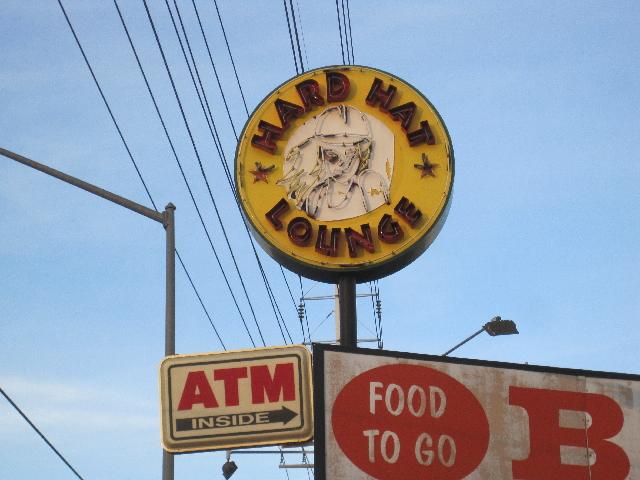 HARD HAT
LOUNGE
ATM
INSIDE
FOOD
TO GO
B